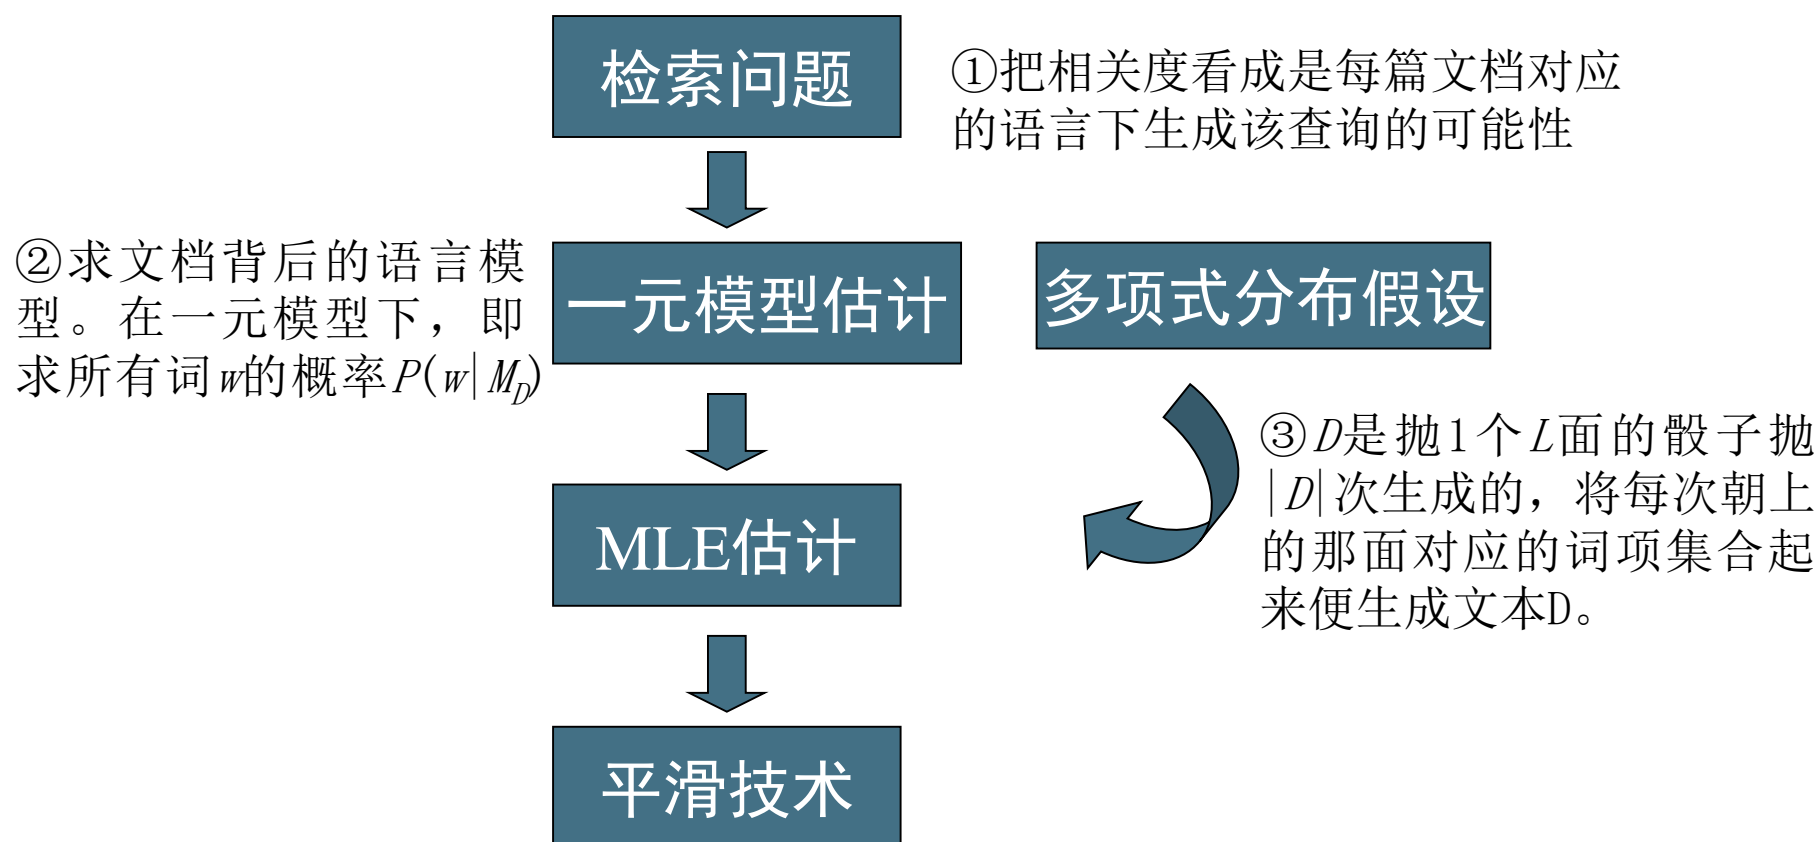 检索问题
①把相关度看成是每篇文档对应
的语言下生成该查询的可能性
②求文档背后的语言模
型。在一元模型下，即
求所有词w的概率P(w|M_D)
一元模型估计
多项式分布假设
③D是抛1个L面的骰子抛
|D|次生成的，将每次朝上
的那面对应的词项集合起
来便生成文本D。
MLE估计
平滑技术